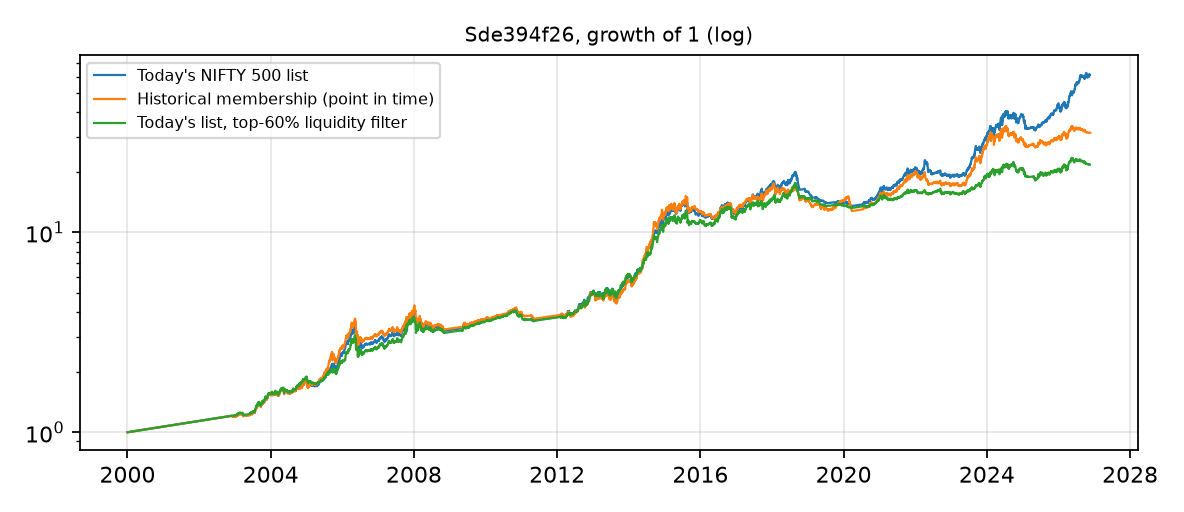 Sde394f26, growth of 1 (log)
Today's NIFTY 500 list
Historical membership (point in time)
Today's list, top-60% liquidity filter
10¹
10⁰
2000 2004 2008 2012 2016 2020 2024 2028